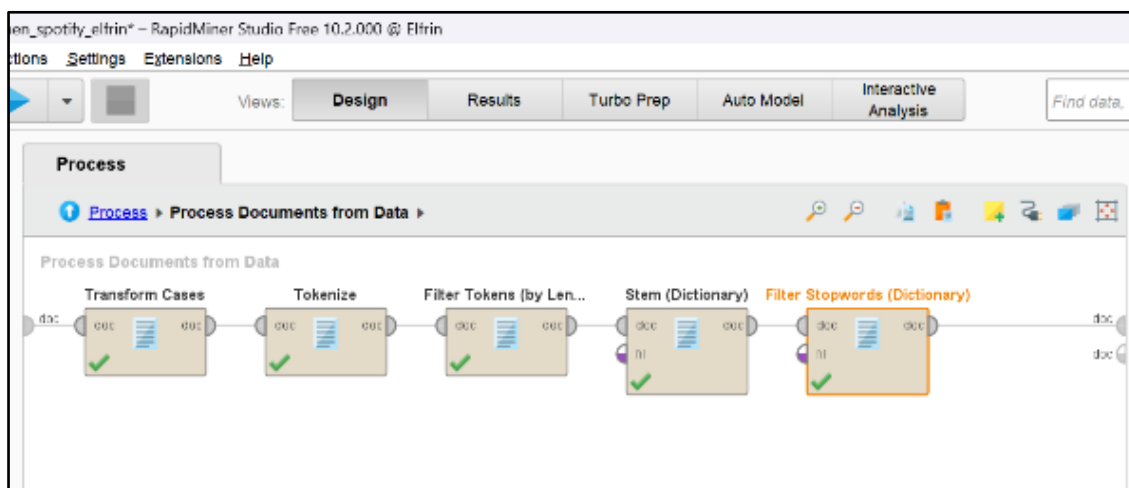 en_spotify_elfrin* – RapidMiner Studio Free 10.2.000 @ Elfrin
ctions Settings Extensions Help
Views: Design Results Turbo Prep Auto Model Interactive Analysis Find data,
Process
Process ▸ Process Documents from Data ▸
Process Documents from Data
Transform Cases Tokenize Filter Tokens (by Len... Stem (Dictionary) Filter Stopwords (Dictionary)
doc doc doc doc doc doc doc doc doc doc doc doc
fil fil doc